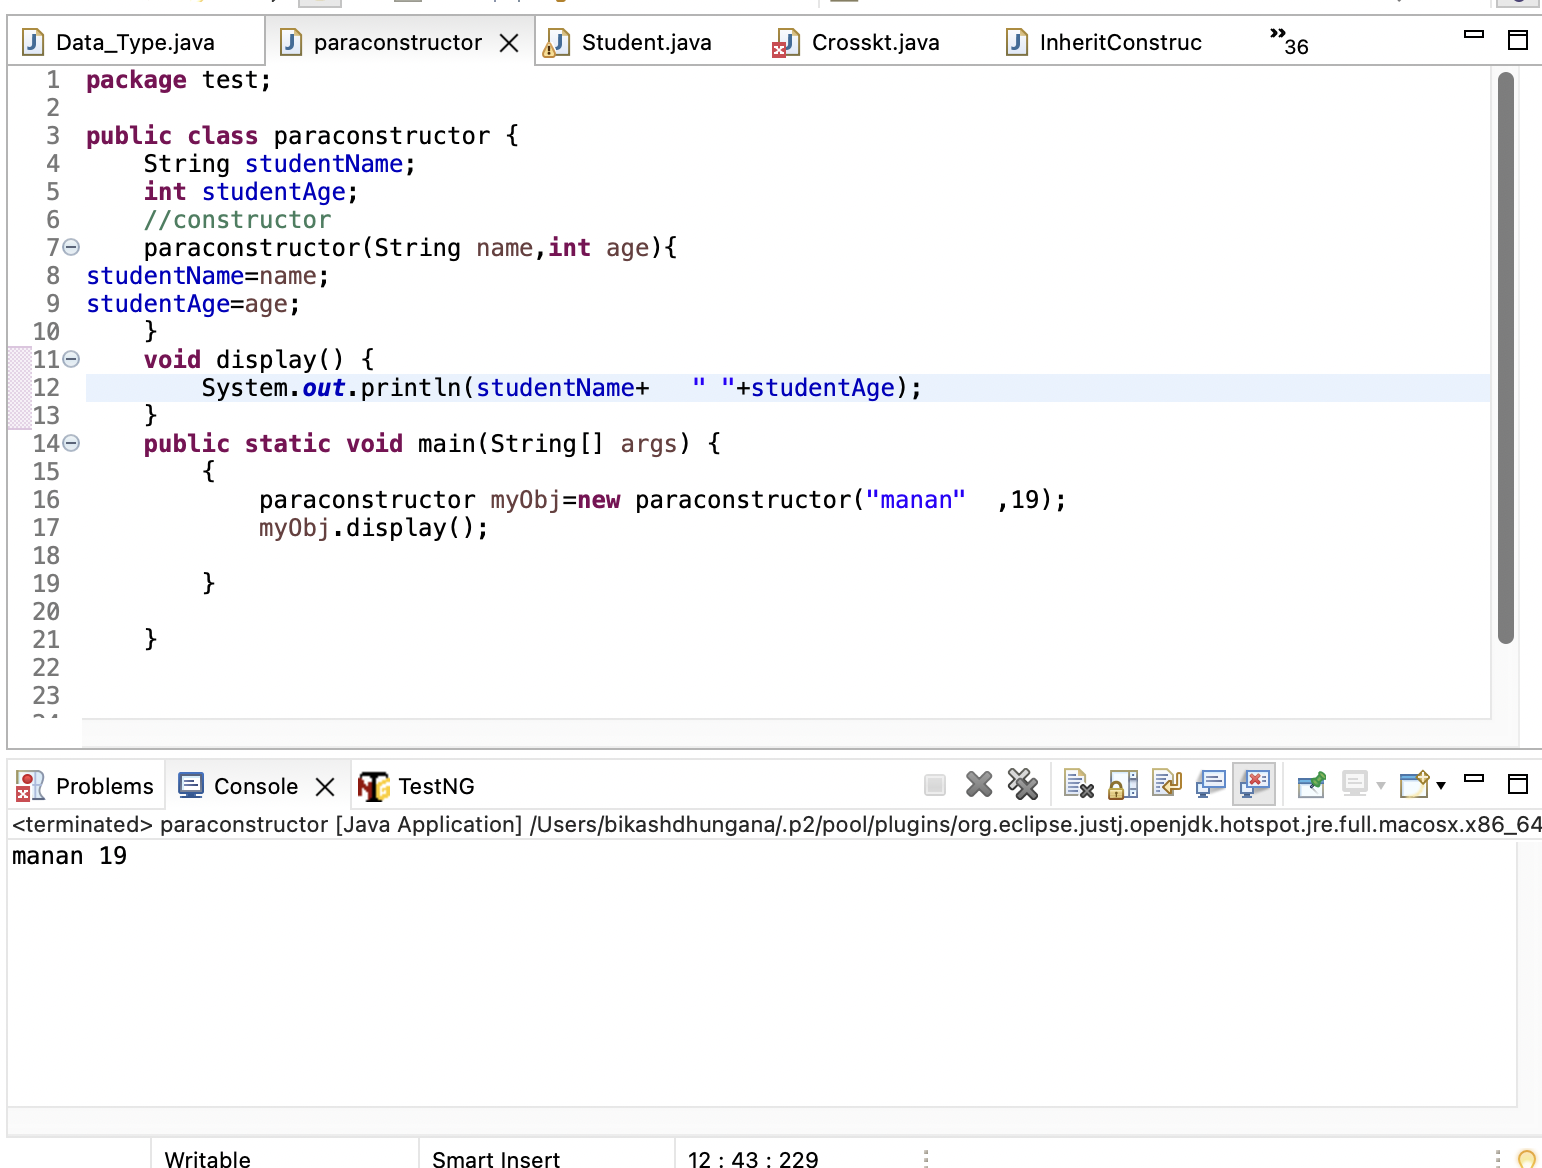 Data_Type.java paraconstructor Student.java Crosskt.java InheritConstruc »36
1 package test;
2
3 public class paraconstructor {
4     String studentName;
5     int studentAge;
6     //constructor
7     paraconstructor(String name,int age){
8 studentName=name;
9 studentAge=age;
10     }
11     void display() {
12         System.out.println(studentName+   " "+studentAge);
13     }
14     public static void main(String[] args) {
15         {
16             paraconstructor myObj=new paraconstructor("manan"  ,19);
17             myObj.display();
18
19         }
20
21     }
22
23
24
Problems Console TestNG
<terminated> paraconstructor [Java Application] /Users/bikashdhungana/.p2/pool/plugins/org.eclipse.justj.openjdk.hotspot.jre.full.macosx.x86_64
manan 19
Writable Smart Insert 12 : 43 : 229